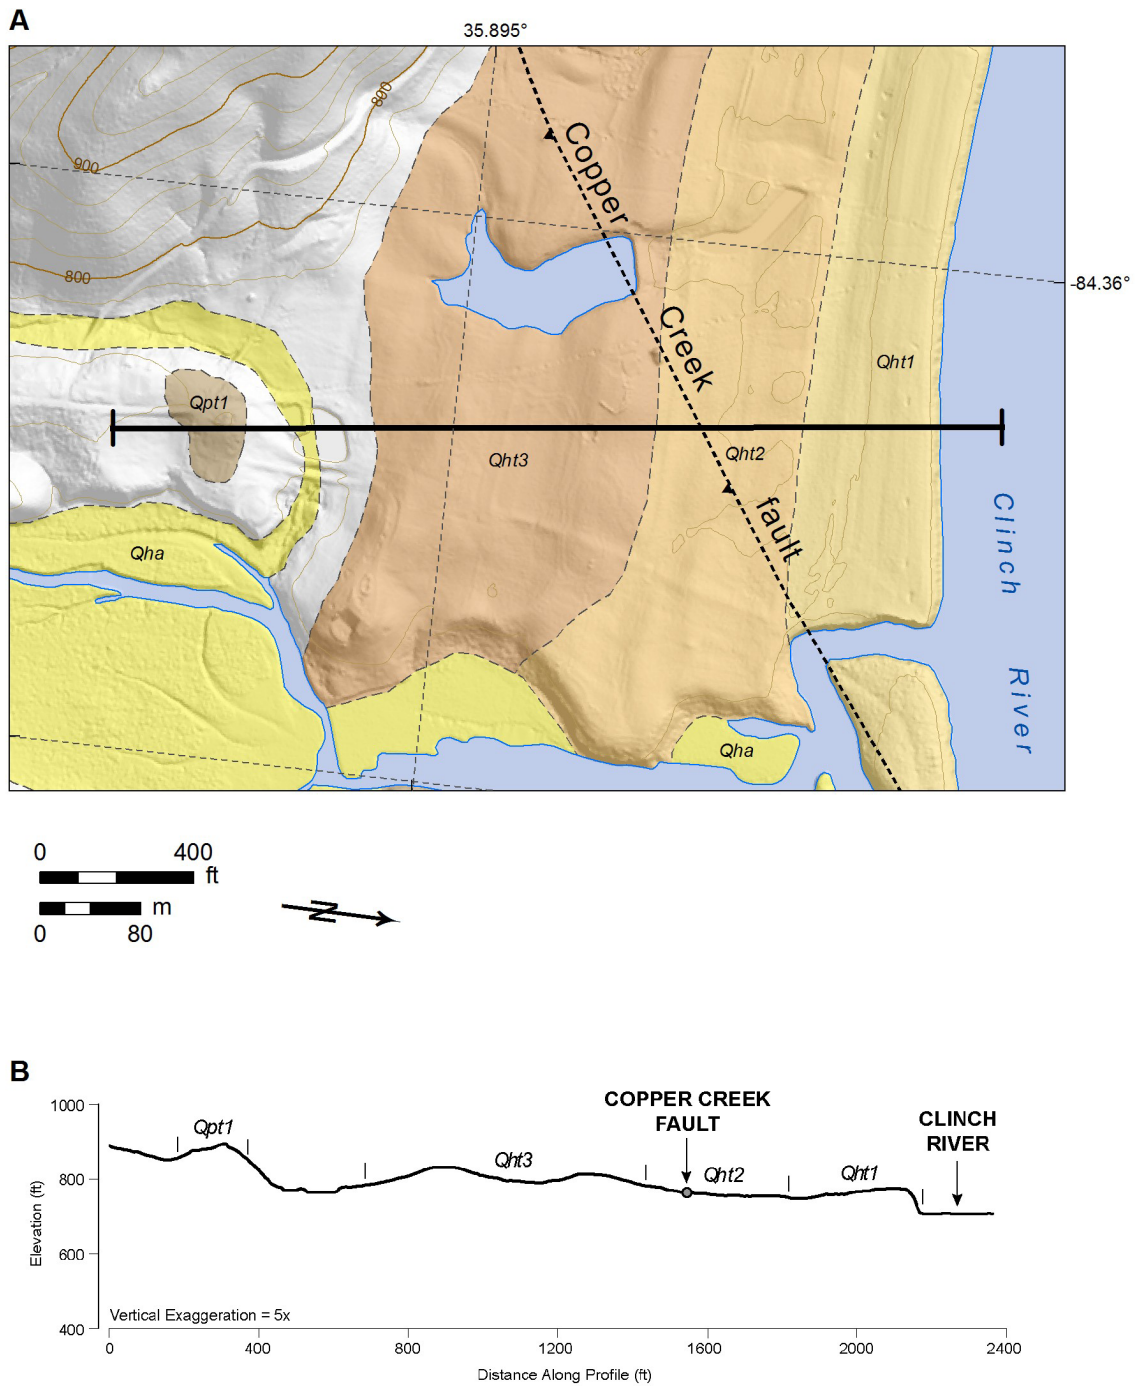 A
35.895°
800
900
Copper
-84.36°
800
Creek
Qht1
Qpt1
Qht3
Qht2
fault
Clinch
Qha
River
Qha
0 400
ft
m
0 80
N
B
COPPER CREEK
FAULT
CLINCH
RIVER
1000
Qpt1
Qht3
Qht2
Qht1
800
Elevation (ft)
600
Vertical Exaggeration = 5x
400
0 400 800 1200 1600 2000 2400
Distance Along Profile (ft)